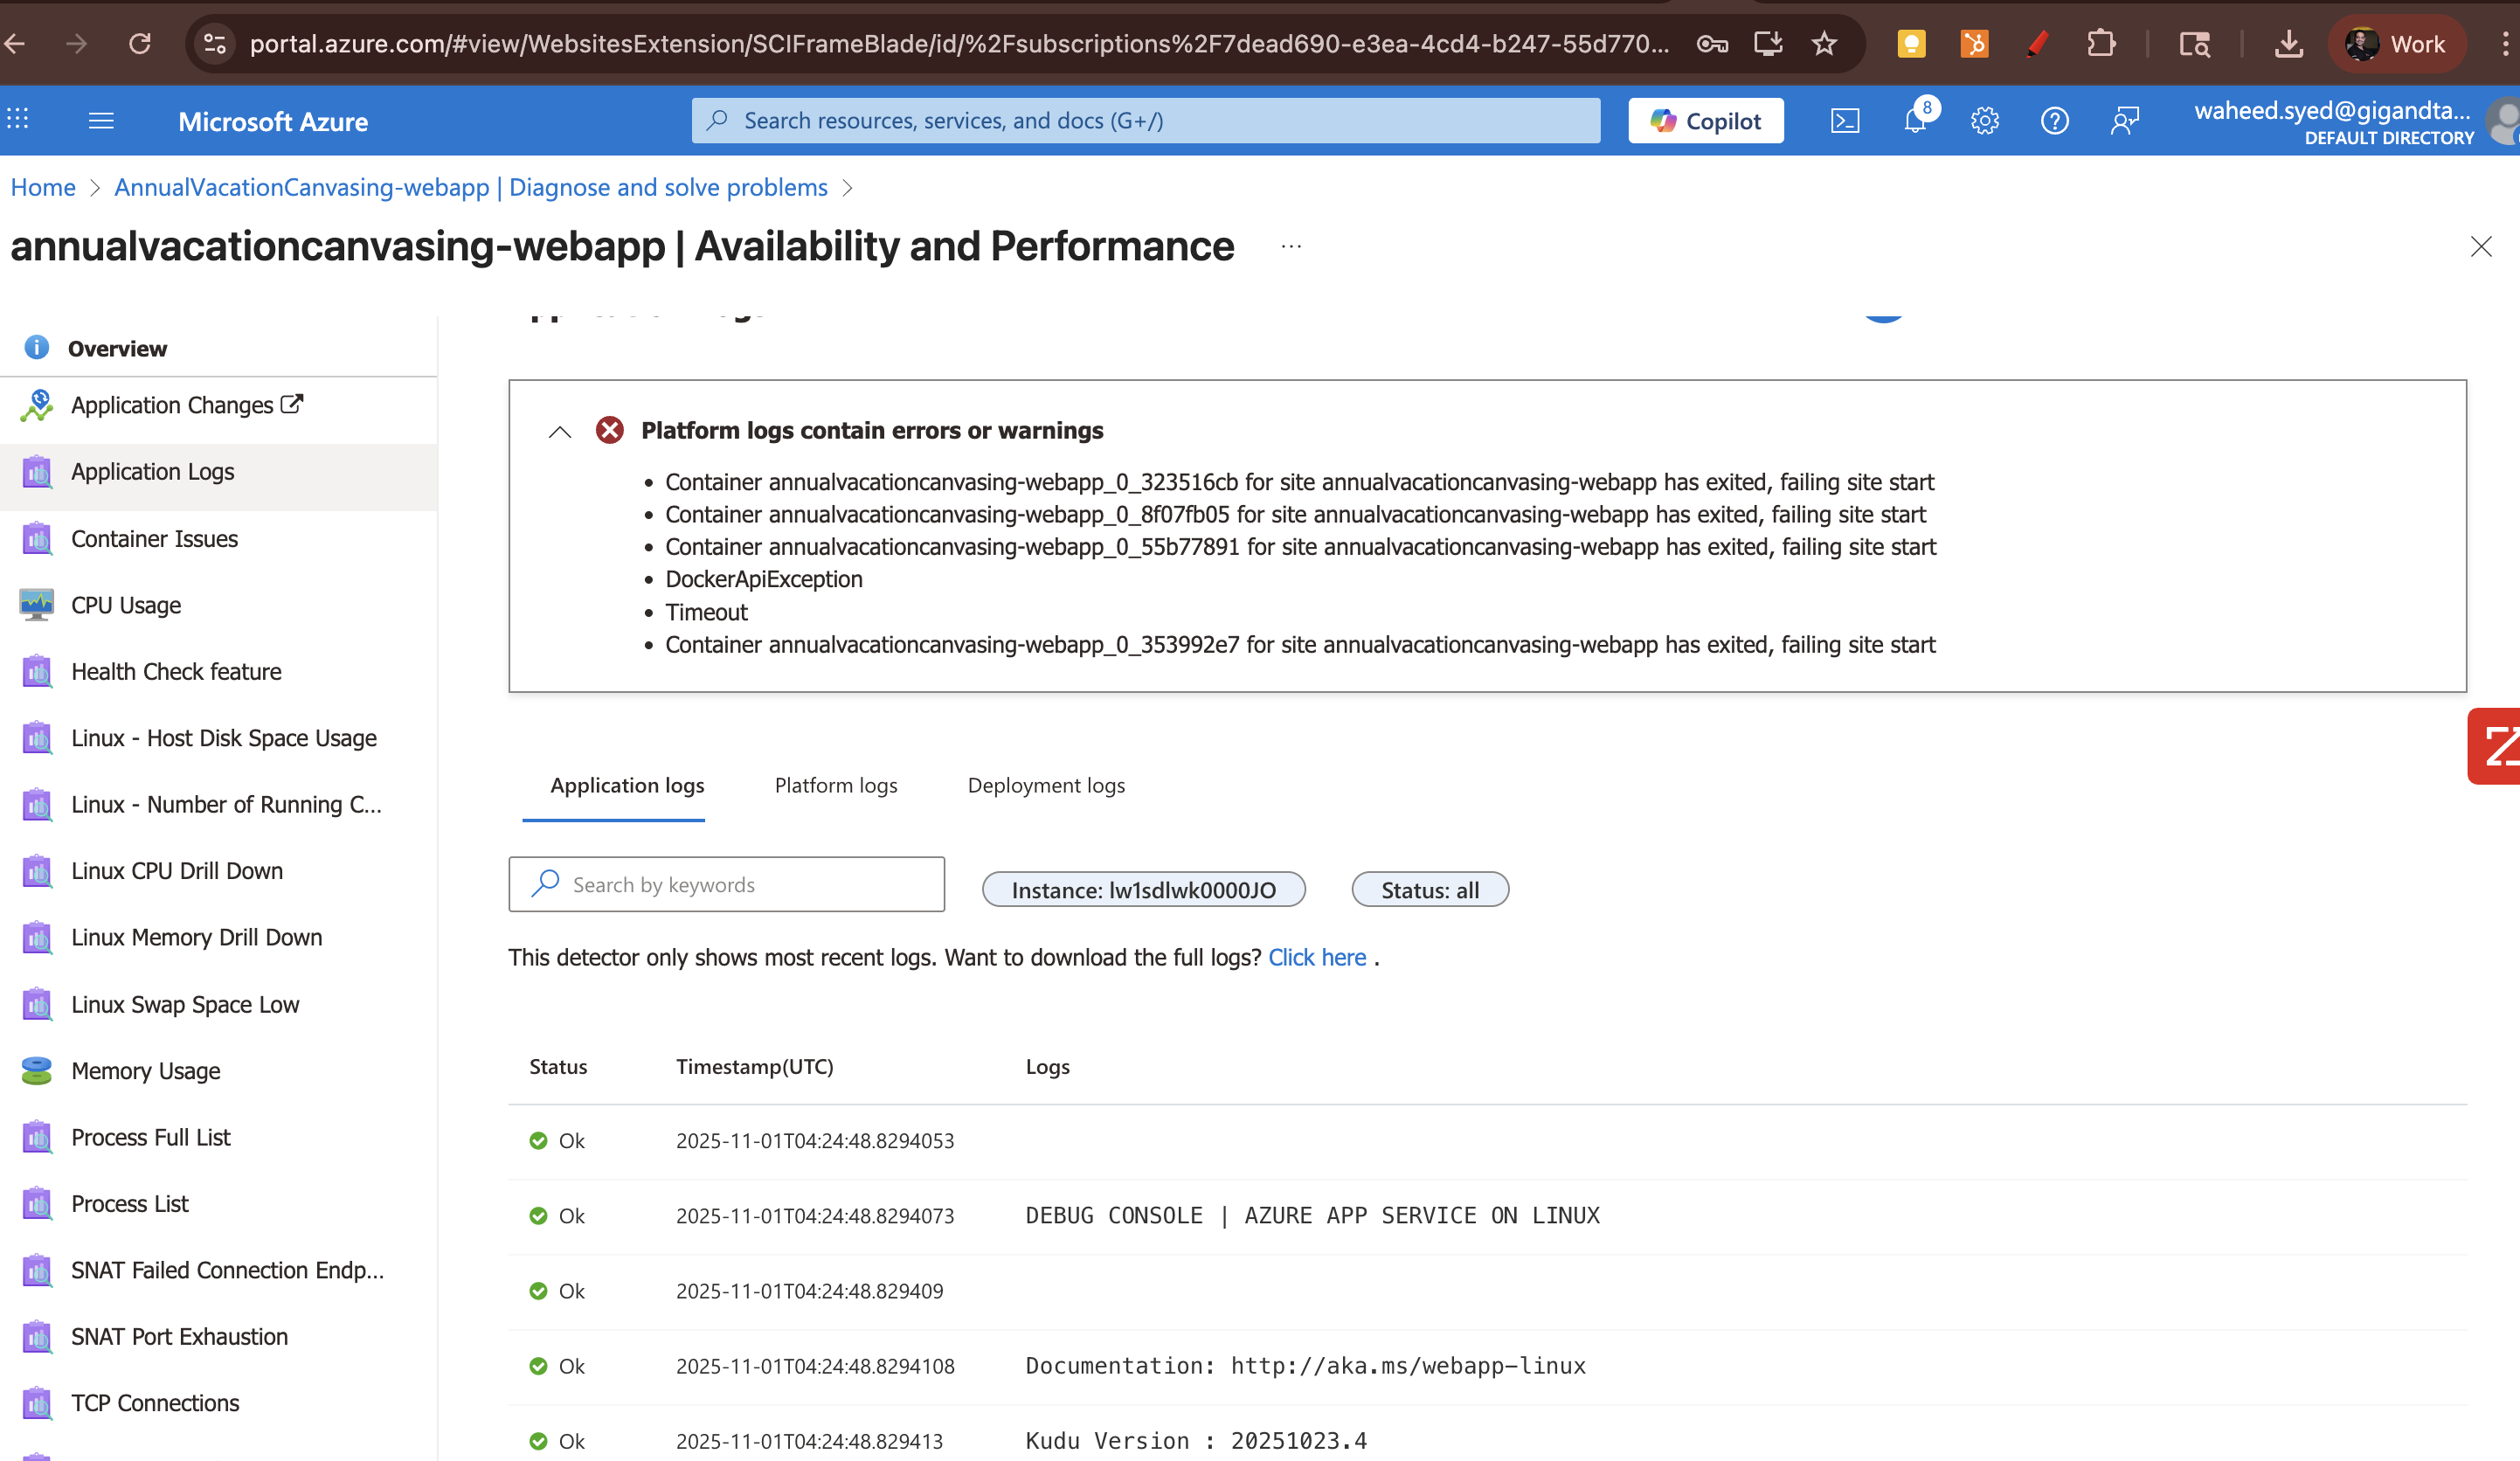 portal.azure.com/#view/WebsitesExtension/SCIFrameBlade/id/%2Fsubscriptions%2F7dead690-e3ea-4cd4-b247-55d770...
Work
Microsoft Azure
Search resources, services, and docs (G+/)
Copilot
8
waheed.syed@gigandta...
DEFAULT DIRECTORY
Home > AnnualVacationCanvasing-webapp | Diagnose and solve problems >
annualvacationcanvasing-webapp | Availability and Performance ...
Overview
Application Changes
Application Logs
Container Issues
CPU Usage
Health Check feature
Linux - Host Disk Space Usage
Linux - Number of Running C...
Linux CPU Drill Down
Linux Memory Drill Down
Linux Swap Space Low
Memory Usage
Process Full List
Process List
SNAT Failed Connection Endp...
SNAT Port Exhaustion
TCP Connections
Platform logs contain errors or warnings
• Container annualvacationcanvasing-webapp_0_323516cb for site annualvacationcanvasing-webapp has exited, failing site start
• Container annualvacationcanvasing-webapp_0_8f07fb05 for site annualvacationcanvasing-webapp has exited, failing site start
• Container annualvacationcanvasing-webapp_0_55b77891 for site annualvacationcanvasing-webapp has exited, failing site start
• DockerApiException
• Timeout
• Container annualvacationcanvasing-webapp_0_353992e7 for site annualvacationcanvasing-webapp has exited, failing site start
Application logs Platform logs Deployment logs
Search by keywords
Instance: lw1sdlwk0000JO
Status: all
This detector only shows most recent logs. Want to download the full logs? Click here .
Status Timestamp(UTC) Logs
Ok 2025-11-01T04:24:48.8294053
Ok 2025-11-01T04:24:48.8294073 DEBUG CONSOLE | AZURE APP SERVICE ON LINUX
Ok 2025-11-01T04:24:48.829409
Ok 2025-11-01T04:24:48.8294108 Documentation: http://aka.ms/webapp-linux
Ok 2025-11-01T04:24:48.829413 Kudu Version : 20251023.4